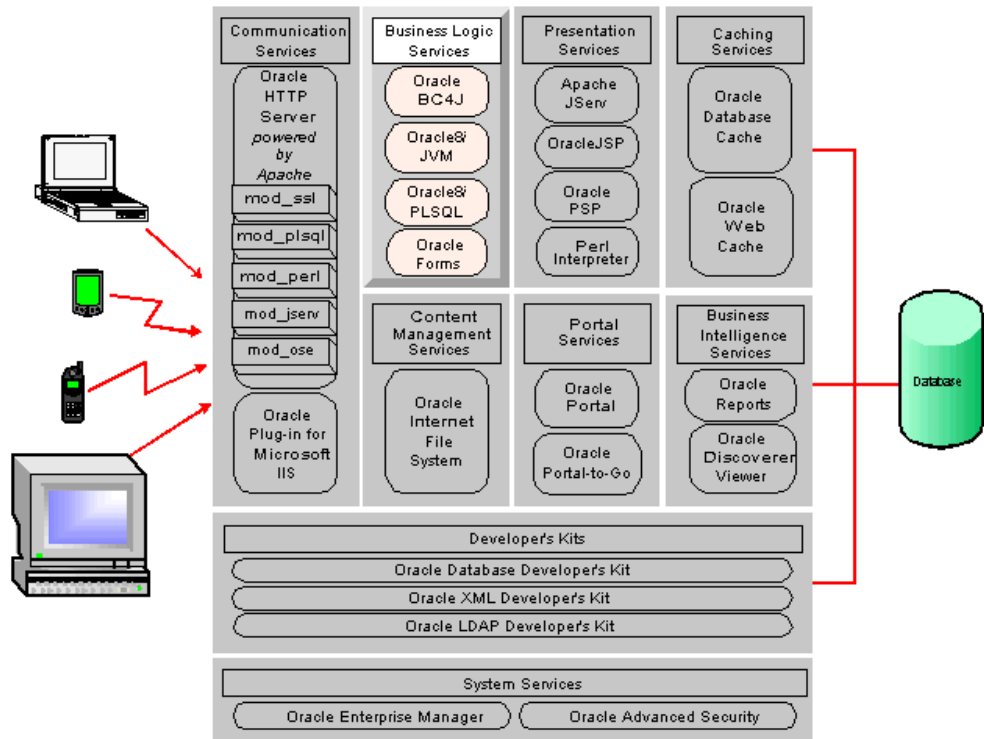 Communication
Services
Oracle
HTTP
Server
powered
by
Apache
mod_ssl
mod_plsql
mod_perl
mod_jserv
mod_ose
Oracle
Plug-in for
Microsoft
IIS
Business Logic
Services
Oracle
BC4J
Oracle8i
JVM
Oracle8i
PLSQL
Oracle
Forms
Presentation
Services
Apache
JServ
OracleJSP
Oracle
PSP
Perl
Interpreter
Caching
Services
Oracle
Database
Cache
Oracle
Web
Cache
Content
Management
Services
Oracle
Internet
File
System
Portal
Services
Oracle
Portal
Oracle
Portal-to-Go
Business
Intelligence
Services
Oracle
Reports
Oracle
Discoverer
Viewer
Database
Developer's Kits
Oracle Database Developer's Kit
Oracle XML Developer's Kit
Oracle LDAP Developer's Kit
System Services
Oracle Enterprise Manager
Oracle Advanced Security